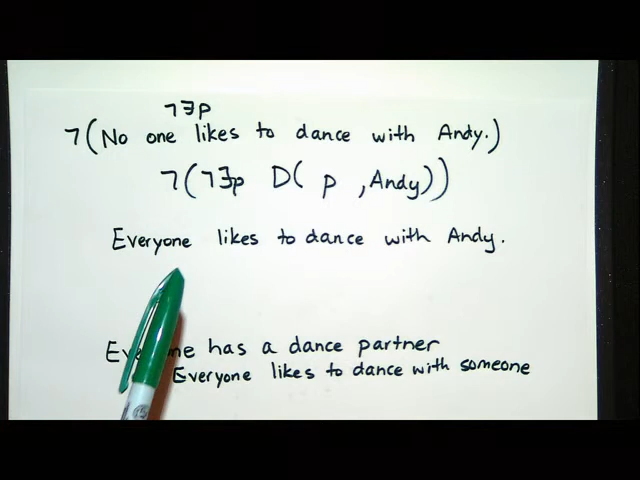 ¬∃p
¬(No one likes to dance with Andy.)
¬(¬∃p D( p , Andy))
Everyone likes to dance with Andy.
has a dance partner
Everyone likes to dance with someone